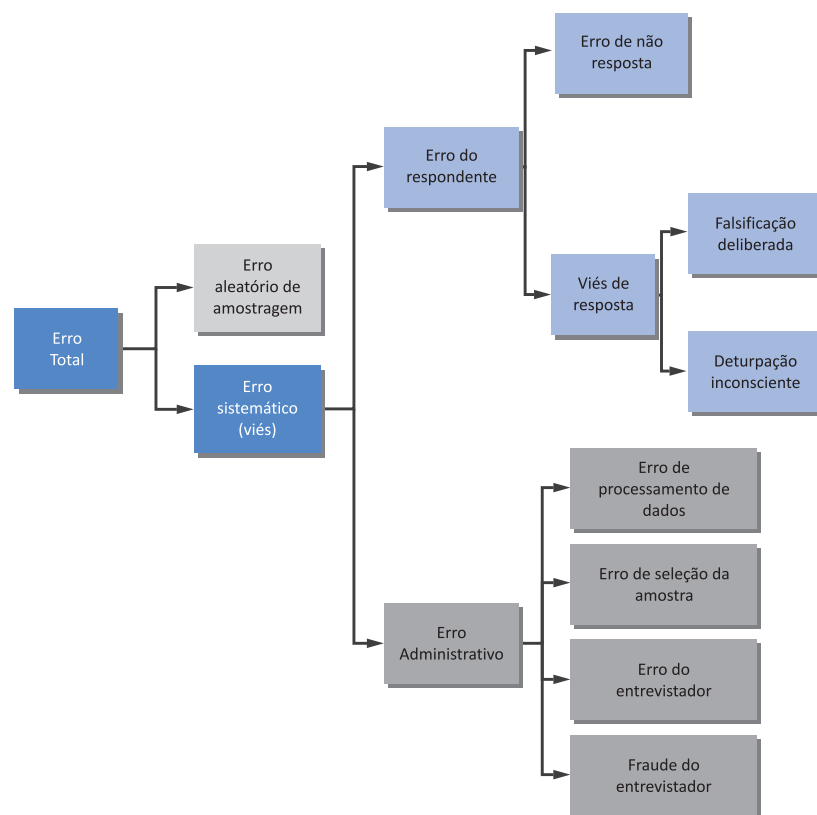 Erro de não
resposta
Erro do
respondente
Falsificação
deliberada
Erro
aleatório de
amostragem
Viés de
resposta
Erro
Total
Deturpação
inconsciente
Erro
sistemático
(viés)
Erro de
processamento de
dados
Erro de seleção da
amostra
Erro
Administrativo
Erro do
entrevistador
Fraude do
entrevistador